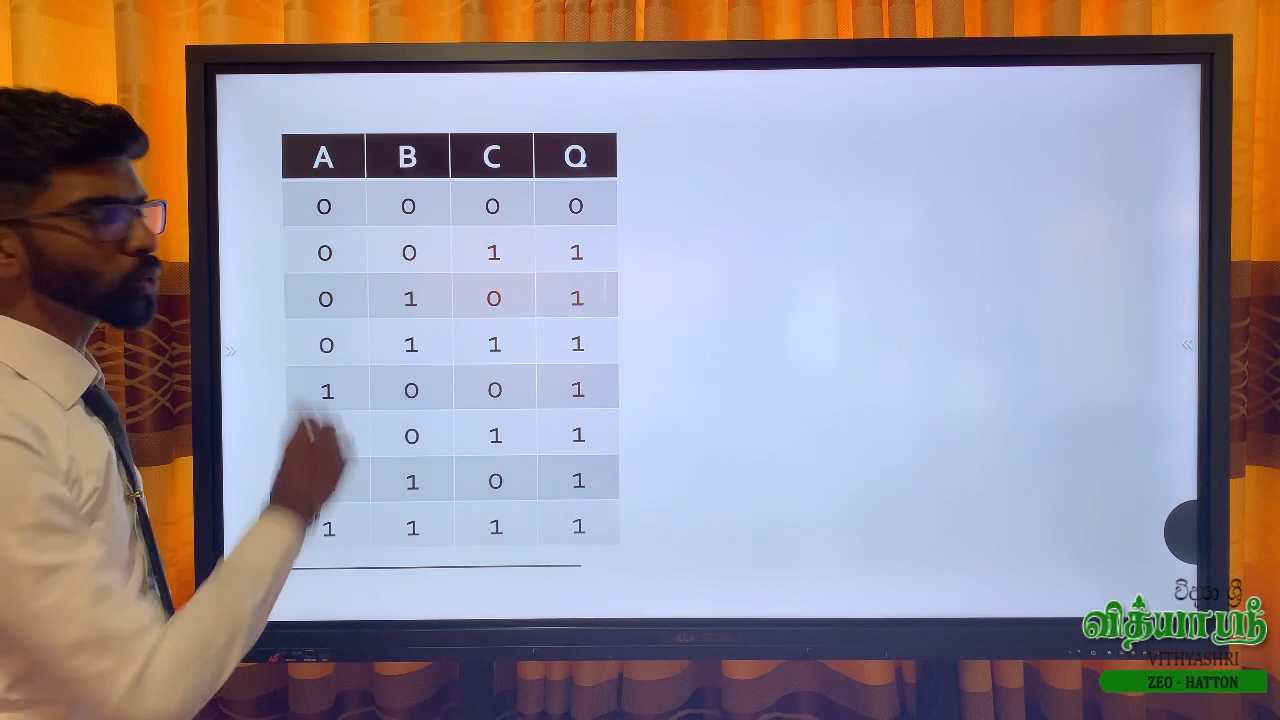 A B C Q
0 0 0 0
0 0 1 1
0 1 0 1
0 1 1 1
1 0 0 1
0 1 1
1 0 1
1 1 1 1
විද්‍යා ශ්‍රී
வித்யாஸ்ரீ
VITHYASHRI
ZEO - HATTON